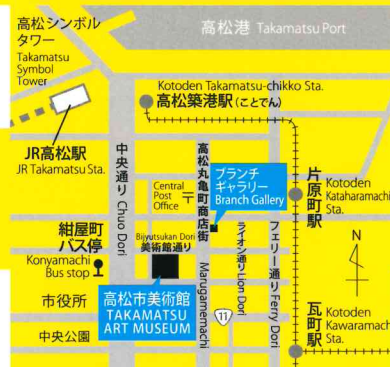 高松シンボル
タワー
Takamatsu
Symbol
Tower
高松港 Takamatsu Port
Kotoden Takamatsu-chikko Sta.
高松築港駅(ことでん)
JR高松駅
JR Takamatsu Sta.
中央通り Chuo Dori
高松丸亀町商店街
Marugamemachi
Central
Post
Office
〒
ブランチ
ギャラリー
Branch Gallery
片原町駅
Kotoden
Kataharamachi
Sta.
紺屋町
バス停
Konyamachi
Bus stop
Bijyutsukan Dori
美術館通り
ライオン通り Lion Dori
フェリー通り Ferry Dori
N
市役所
高松市美術館
TAKAMATSU
ART MUSEUM
11
瓦町駅
Kotoden
Kawaramachi
Sta.
中央公園